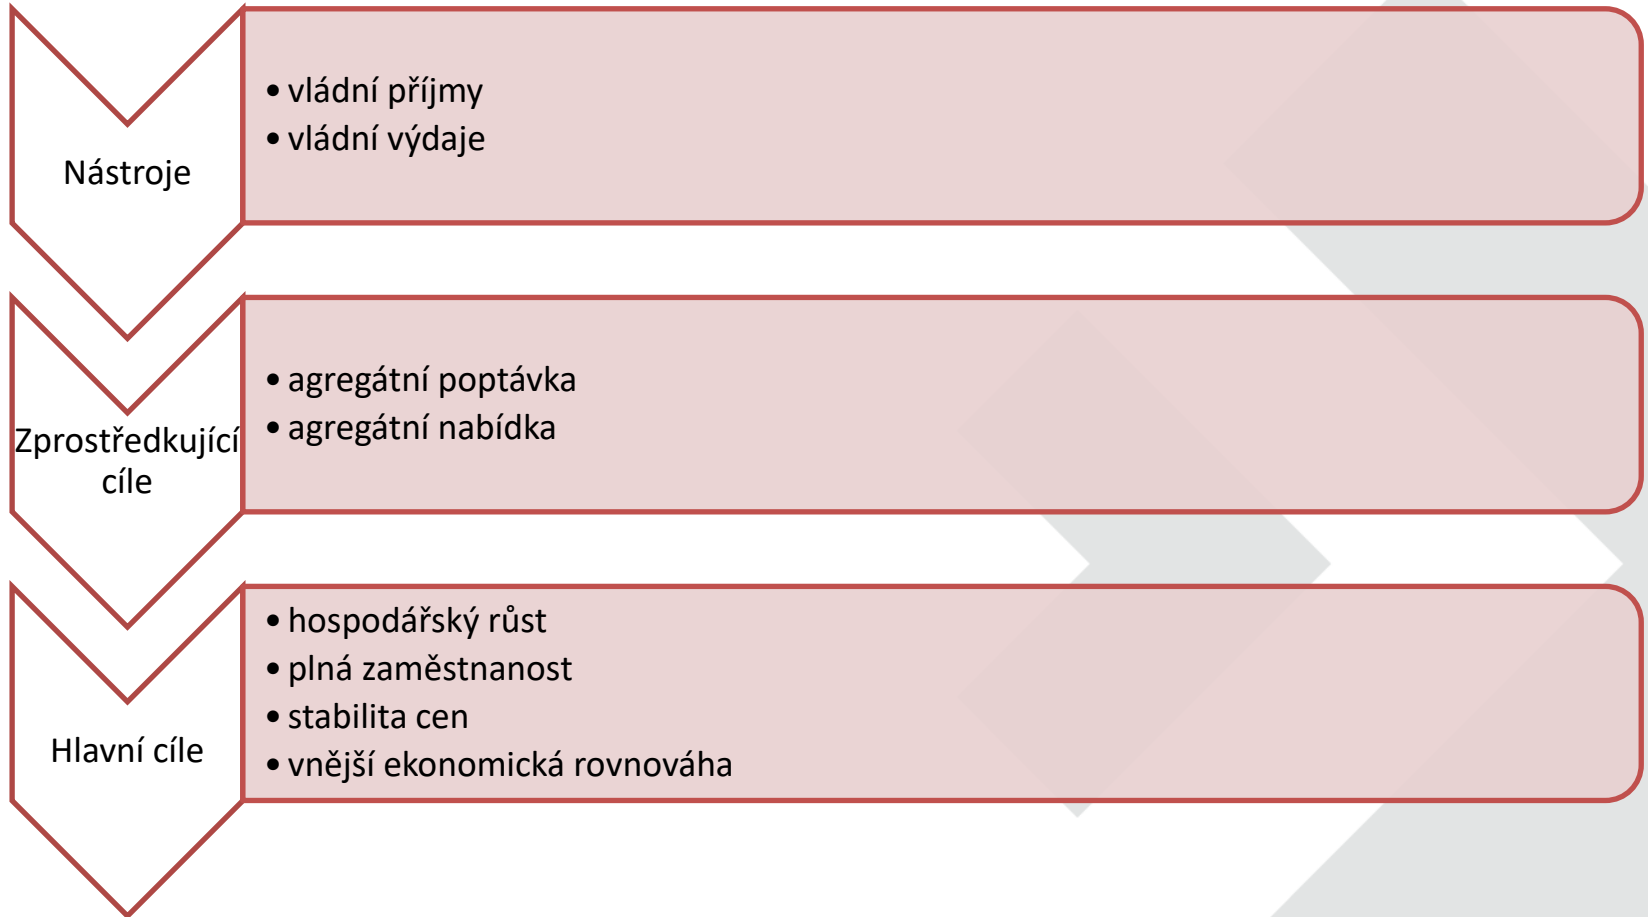 Nástroje
• vládní příjmy
• vládní výdaje
Zprostředkující
cíle
• agregátní poptávka
• agregátní nabídka
Hlavní cíle
• hospodářský růst
• plná zaměstnanost
• stabilita cen
• vnější ekonomická rovnováha